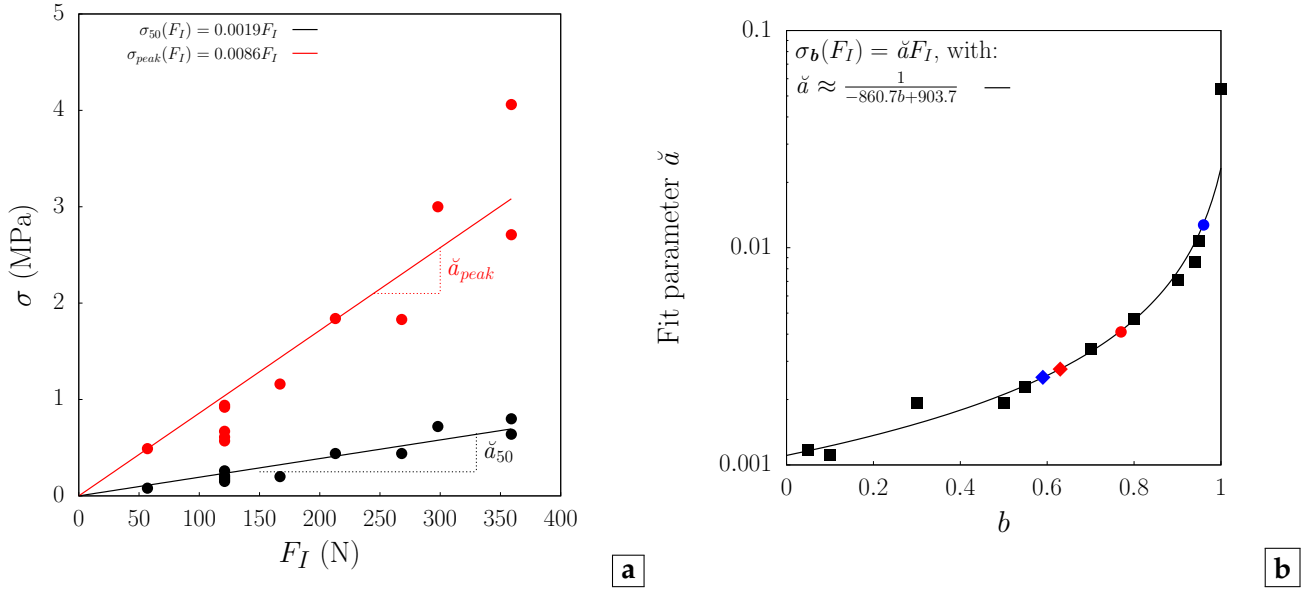 5
4
3
2
1
0
σ (MPa)
σ50(FI) = 0.0019FI
σpeak(FI) = 0.0086FI
ăpeak
ă50
0 50 100 150 200 250 300 350 400
FI (N)
a
0.1
0.01
0.001
Fit parameter ă
σb(FI) = ăFI, with:
ă ≈ 1/(−860.7b+903.7)
0 0.2 0.4 0.6 0.8 1
b
b